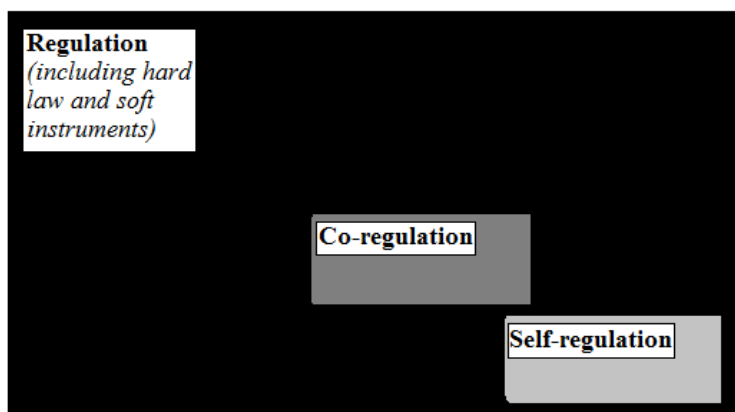 Regulation
(including hard
law and soft
instruments)
Co-regulation
Self-regulation